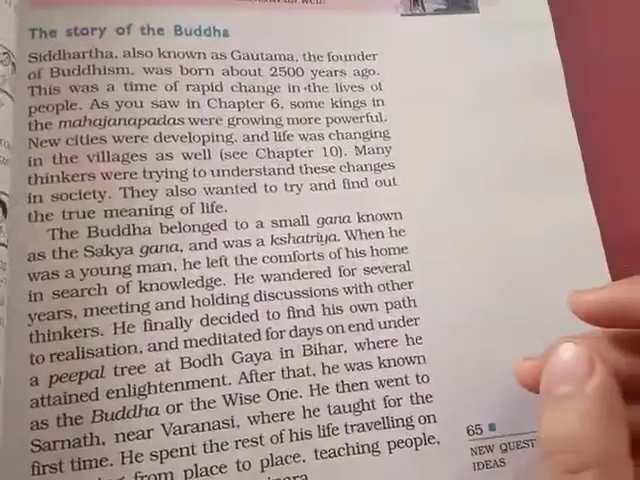 The story of the Buddha
Siddhartha, also known as Gautama, the founder
of Buddhism, was born about 2500 years ago.
This was a time of rapid change in the lives of
people. As you saw in Chapter 6, some kings in
the mahajanapadas were growing more powerful.
New cities were developing, and life was changing
in the villages as well (see Chapter 10). Many
thinkers were trying to understand these changes
in society. They also wanted to try and find out
the true meaning of life.
The Buddha belonged to a small gana known
as the Sakya gana, and was a kshatriya. When he
was a young man, he left the comforts of his home
in search of knowledge. He wandered for several
years, meeting and holding discussions with other
thinkers. He finally decided to find his own path
to realisation, and meditated for days on end under
a peepal tree at Bodh Gaya in Bihar, where he
attained enlightenment. After that, he was known
as the Buddha or the Wise One. He then went to
Sarnath, near Varanasi, where he taught for the
first time. He spent the rest of his life travelling on
from place to place, teaching people,
65
NEW QUEST
IDEAS